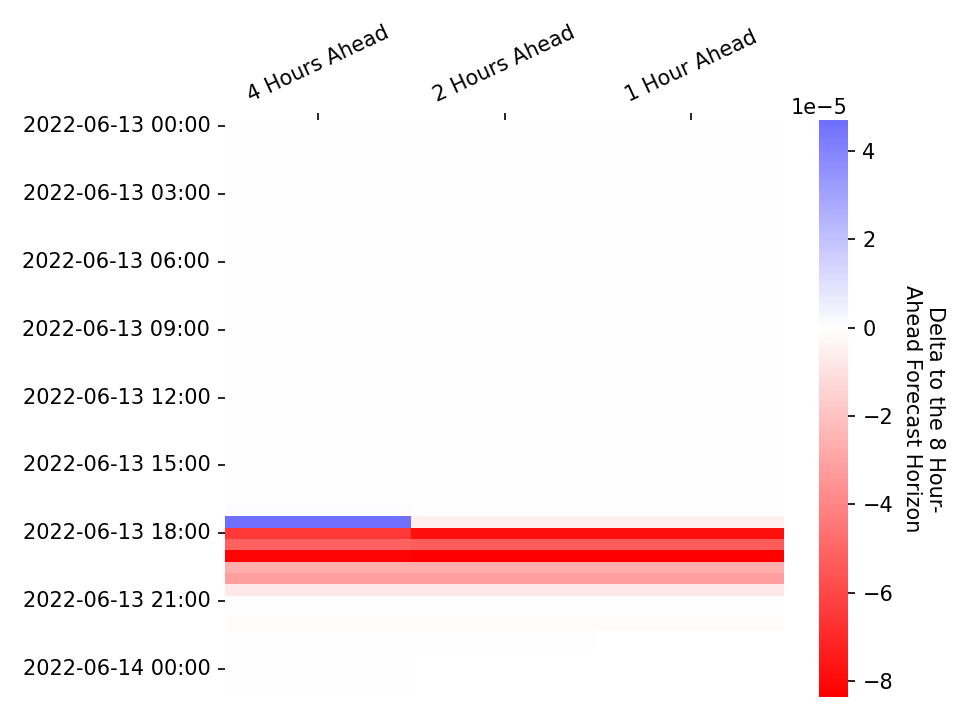 4 Hours Ahead
2 Hours Ahead
1 Hour Ahead
2022-06-13 00:00
2022-06-13 03:00
2022-06-13 06:00
2022-06-13 09:00
2022-06-13 12:00
2022-06-13 15:00
2022-06-13 18:00
2022-06-13 21:00
2022-06-14 00:00
1e−5
4
2
0
−2
−4
−6
−8
Delta to the 8 Hour-
Ahead Forecast Horizon